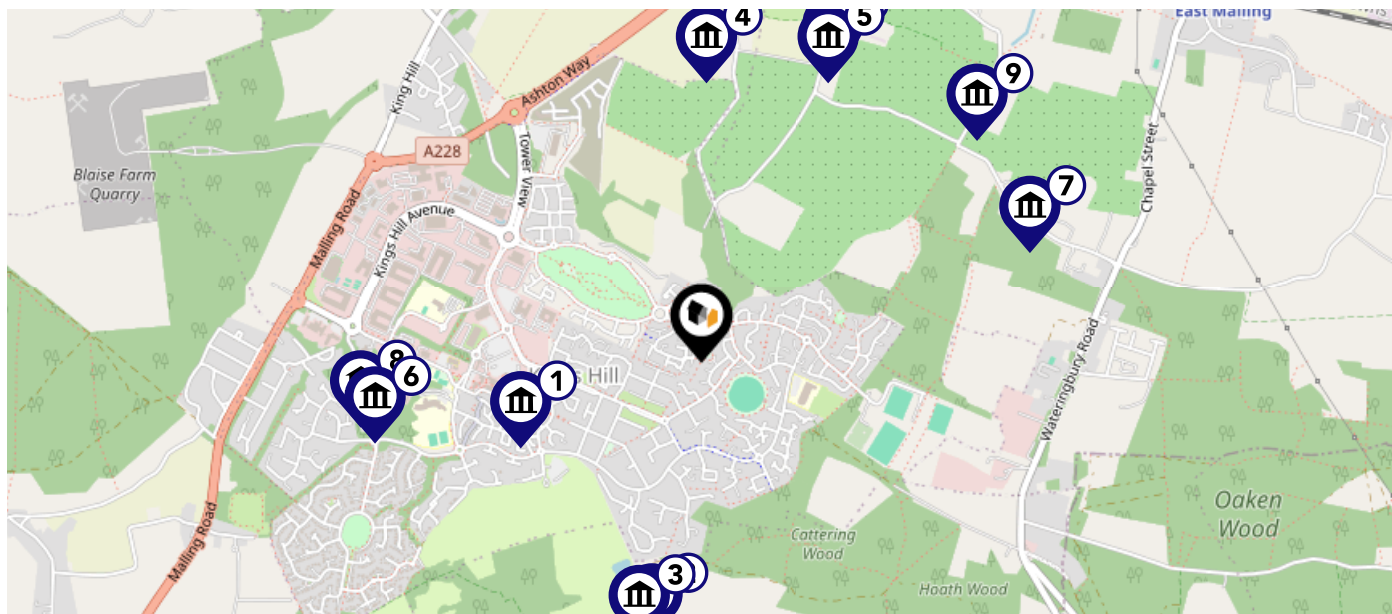 4
5
East Malling
9
King Hill
Ashton Way
A228
Tower View
Blaise Farm
Quarry
Chapel Street
7
Malling Road
Kings Hill Avenue
8
6
1
Hill
Wateringbury Road
Oaken
Wood
Malling Road
Cattering
Wood
3
Hoath Wood